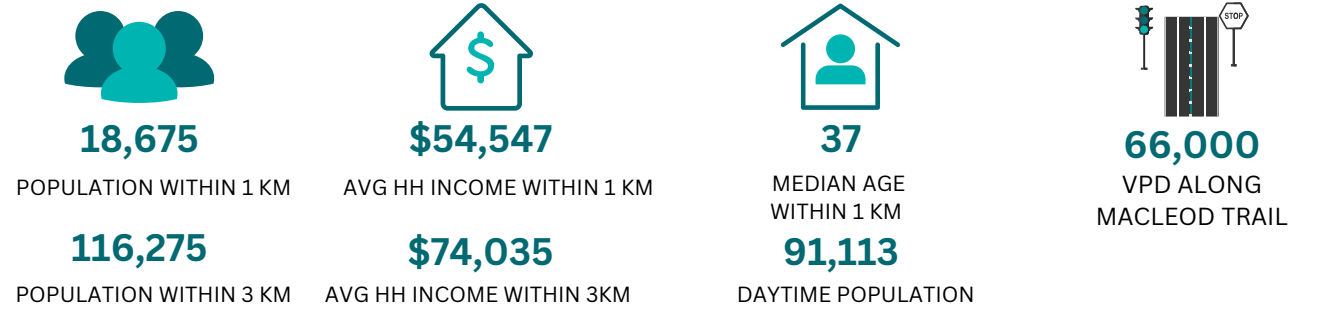 STOP
18,675
POPULATION WITHIN 1 KM
116,275
POPULATION WITHIN 3 KM
$
$54,547
AVG HH INCOME WITHIN 1 KM
$74,035
AVG HH INCOME WITHIN 3KM
37
MEDIAN AGE
WITHIN 1 KM
91,113
DAYTIME POPULATION
66,000
VPD ALONG
MACLEOD TRAIL